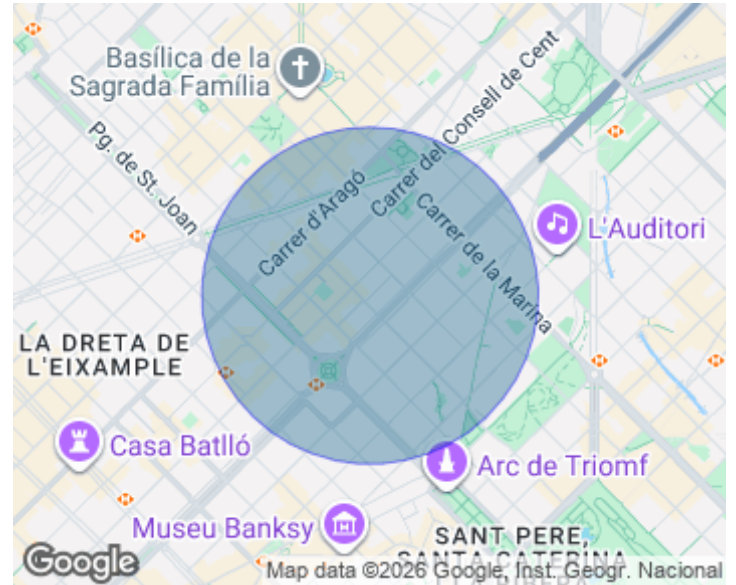 Basílica de la
Sagrada Família
Carrer del Consell de Cent
Pg. de St. Joan
Carrer d'Aragó
Carrer de la Marina
L'Auditori
LA DRETA DE
L'EIXAMPLE
Casa Batlló
Arc de Triomf
Museu Banksy
SANT PERE,
SANTA CATERINA
Google
Map data ©2026 Google, Inst. Geogr. Nacional